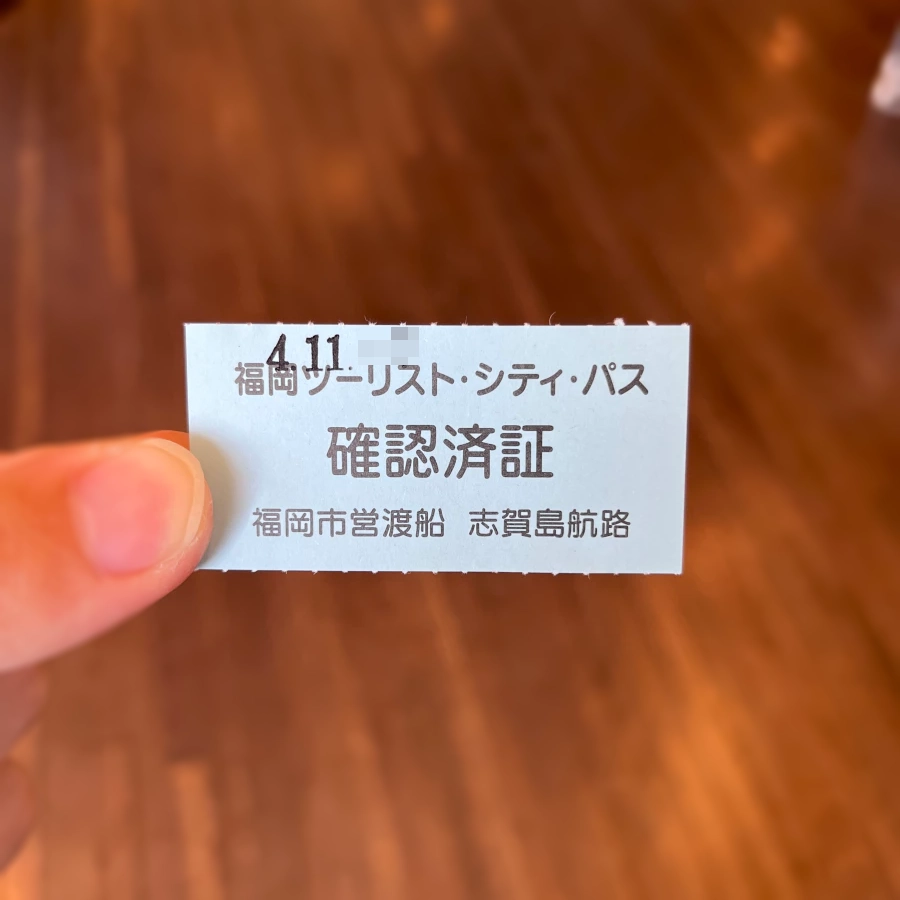 4.11.
福岡ツーリスト・シティ・パス
確認済証
福岡市営渡船 志賀島航路